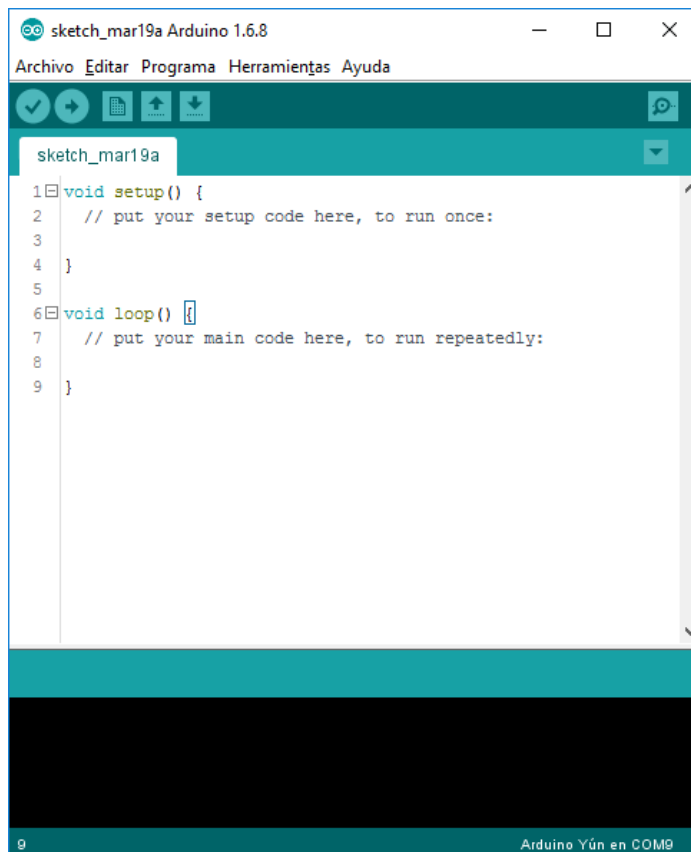 sketch_mar19a Arduino 1.6.8
Archivo Editar Programa Herramientas Ayuda
sketch_mar19a
1 void setup() {
2 // put your setup code here, to run once:
3
4 }
5
6 void loop() {
7 // put your main code here, to run repeatedly:
8
9 }
9 Arduino Yún en COM9